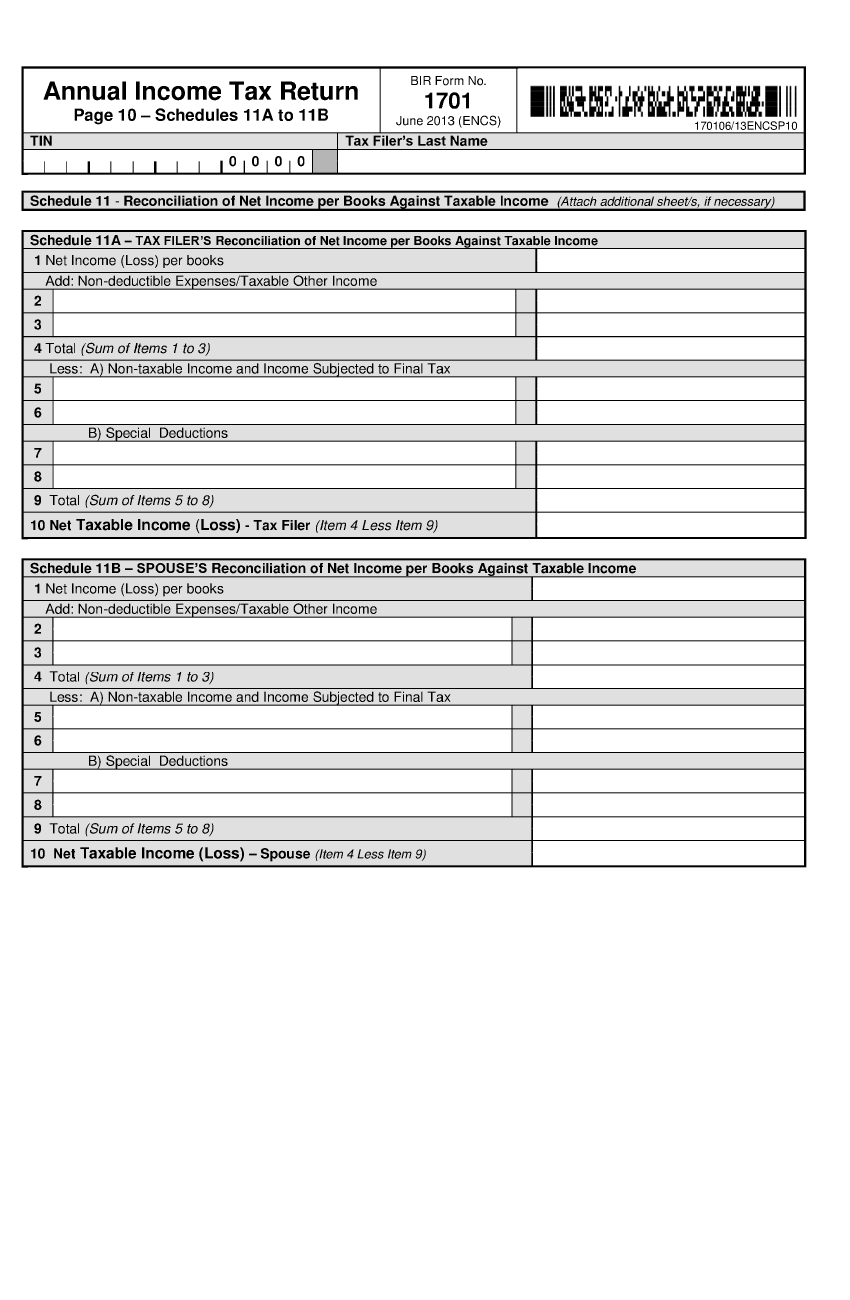 Annual Income Tax Return
Page 10 – Schedules 11A to 11B
BIR Form No.
1701
June 2013 (ENCS)
170106/13ENCSP10
TIN
Tax Filer's Last Name
0 0 0 0
Schedule 11 - Reconciliation of Net Income per Books Against Taxable Income (Attach additional sheet/s, if necessary)
Schedule 11A – TAX FILER'S Reconciliation of Net Income per Books Against Taxable Income
1 Net Income (Loss) per books
Add: Non-deductible Expenses/Taxable Other Income
2
3
4 Total (Sum of Items 1 to 3)
Less: A) Non-taxable Income and Income Subjected to Final Tax
5
6
B) Special Deductions
7
8
9 Total (Sum of Items 5 to 8)
10 Net Taxable Income (Loss) - Tax Filer (Item 4 Less Item 9)
Schedule 11B – SPOUSE'S Reconciliation of Net Income per Books Against Taxable Income
1 Net Income (Loss) per books
Add: Non-deductible Expenses/Taxable Other Income
2
3
4 Total (Sum of Items 1 to 3)
Less: A) Non-taxable Income and Income Subjected to Final Tax
5
6
B) Special Deductions
7
8
9 Total (Sum of Items 5 to 8)
10 Net Taxable Income (Loss) – Spouse (Item 4 Less Item 9)